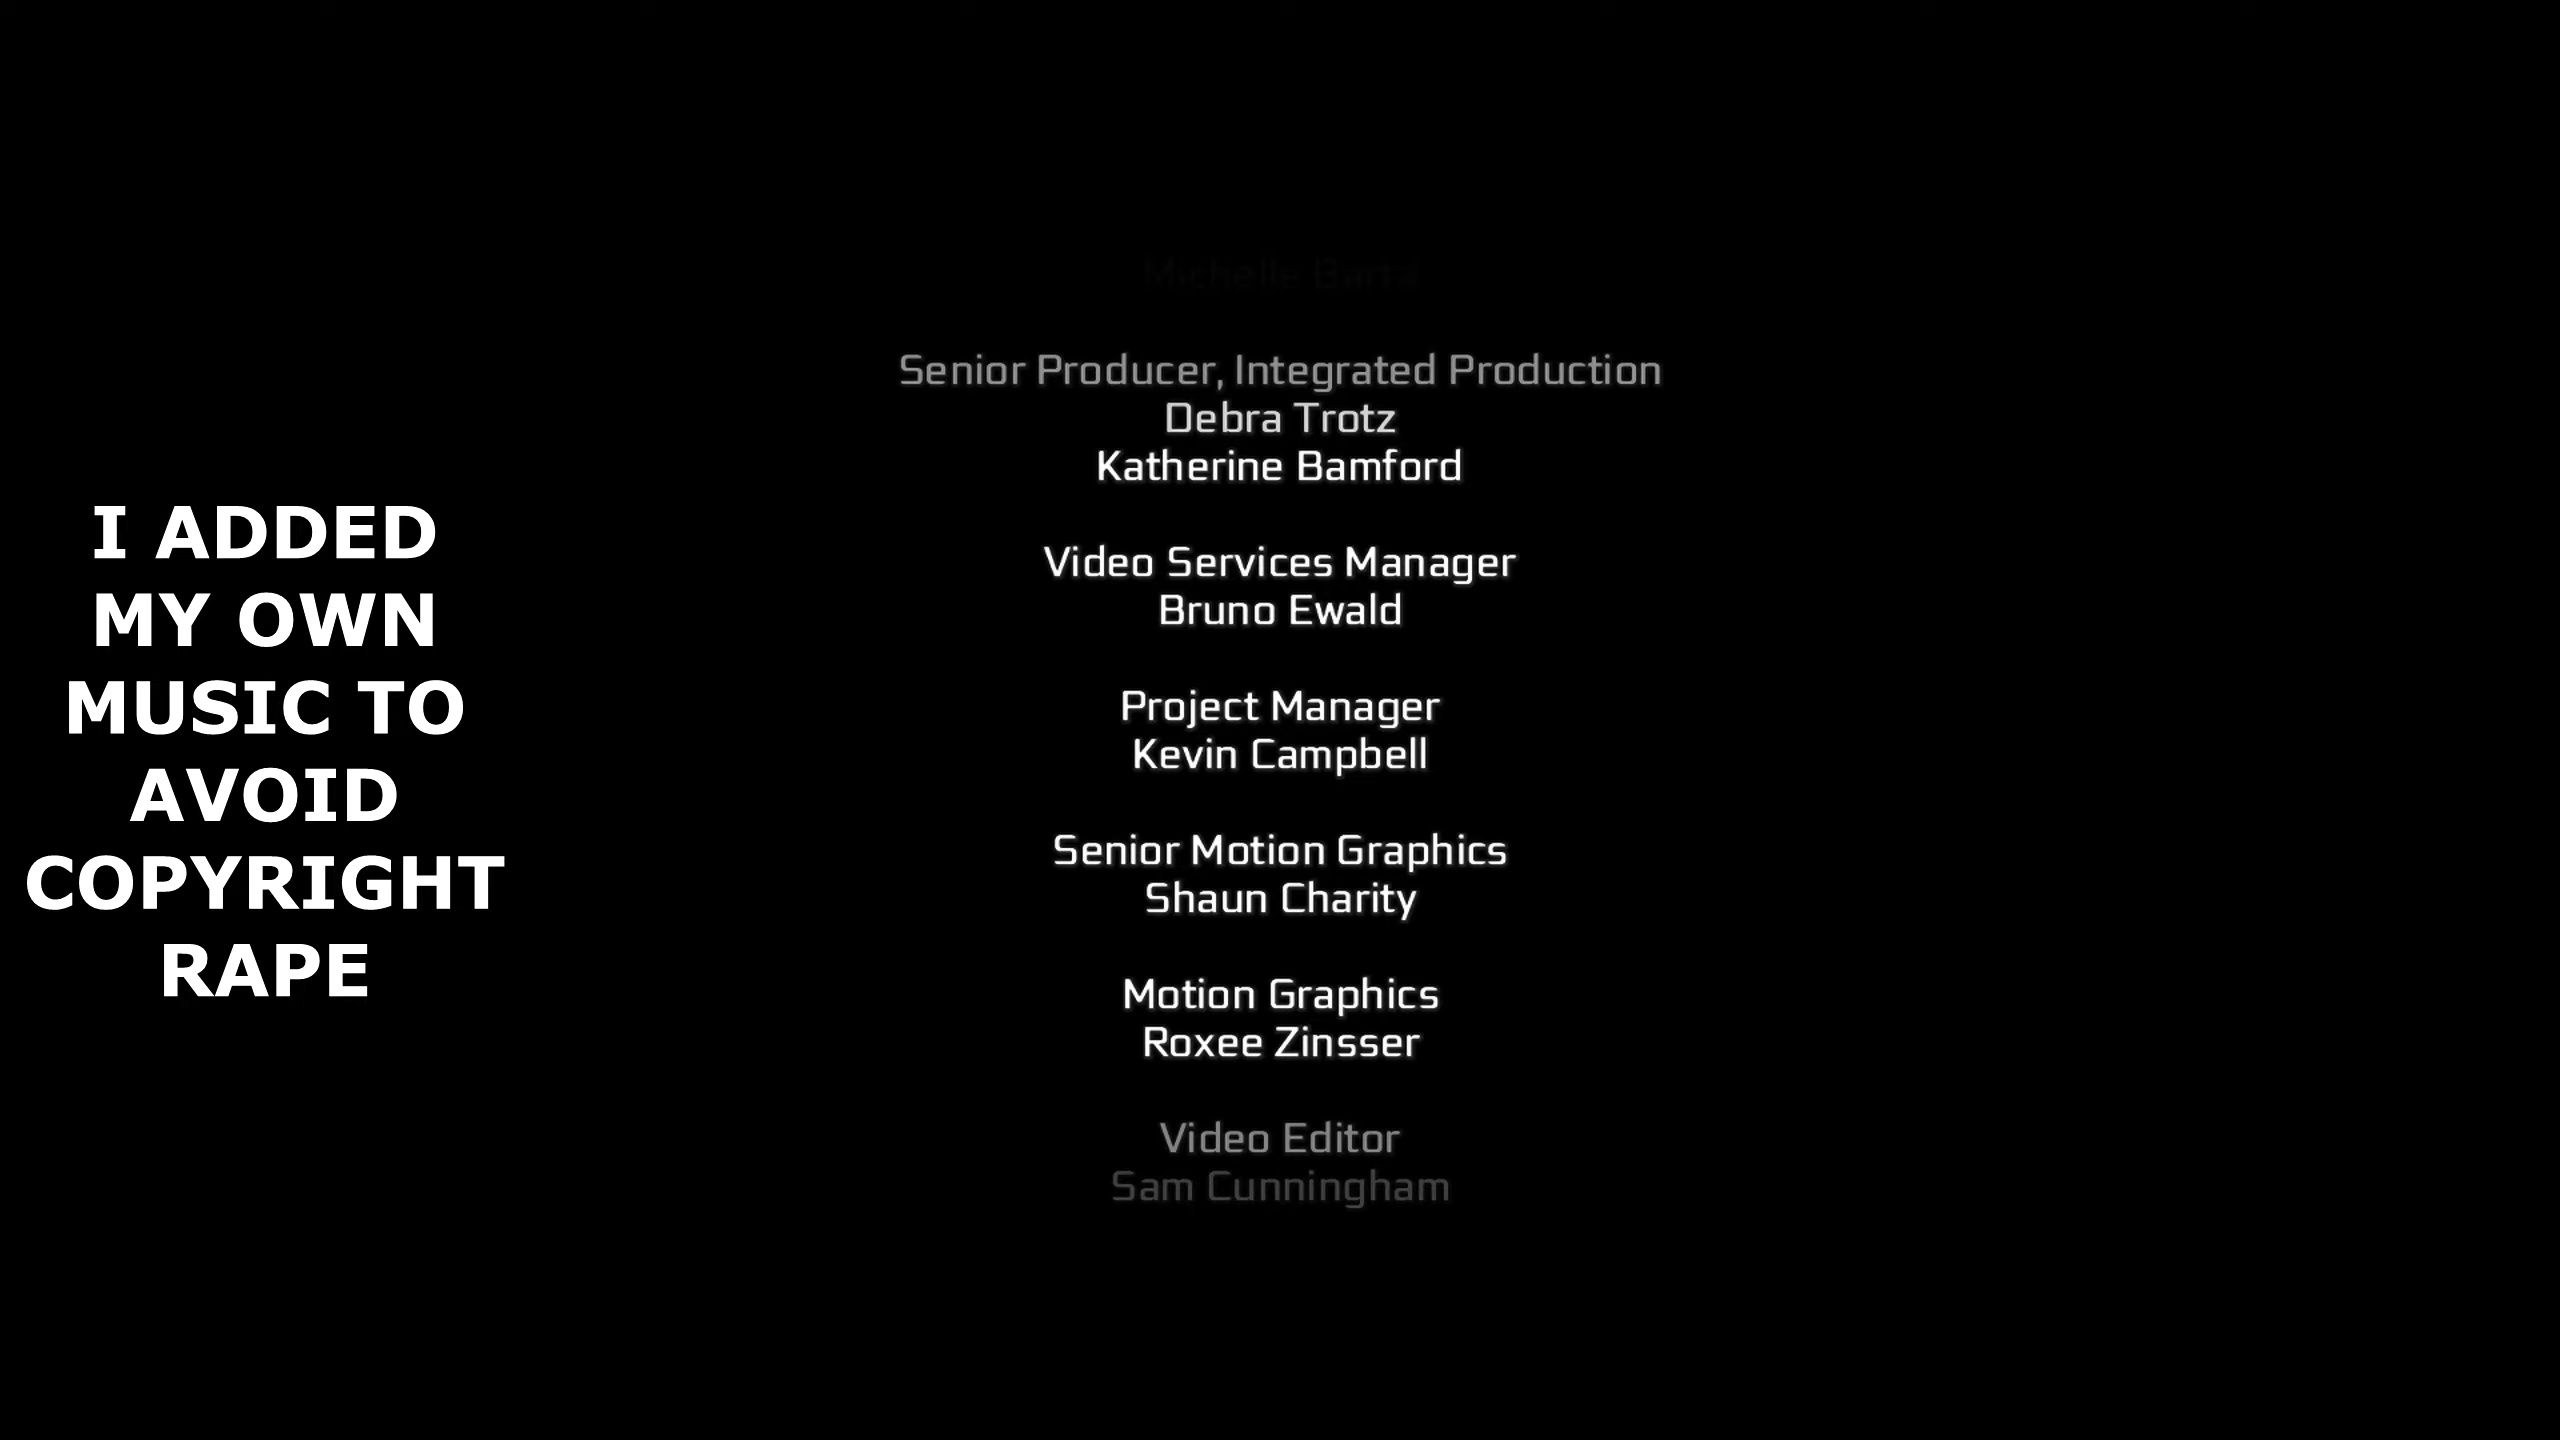 I ADDED
MY OWN
MUSIC TO
AVOID
COPYRIGHT
RAPE
Michelle
Senior Producer, Integrated Production
Debra Trotz
Katherine Bamford
Video Services Manager
Bruno Ewald
Project Manager
Kevin Campbell
Senior Motion Graphics
Shaun Charity
Motion Graphics
Roxee Zinsser
Video Editor
Sam Cunningham